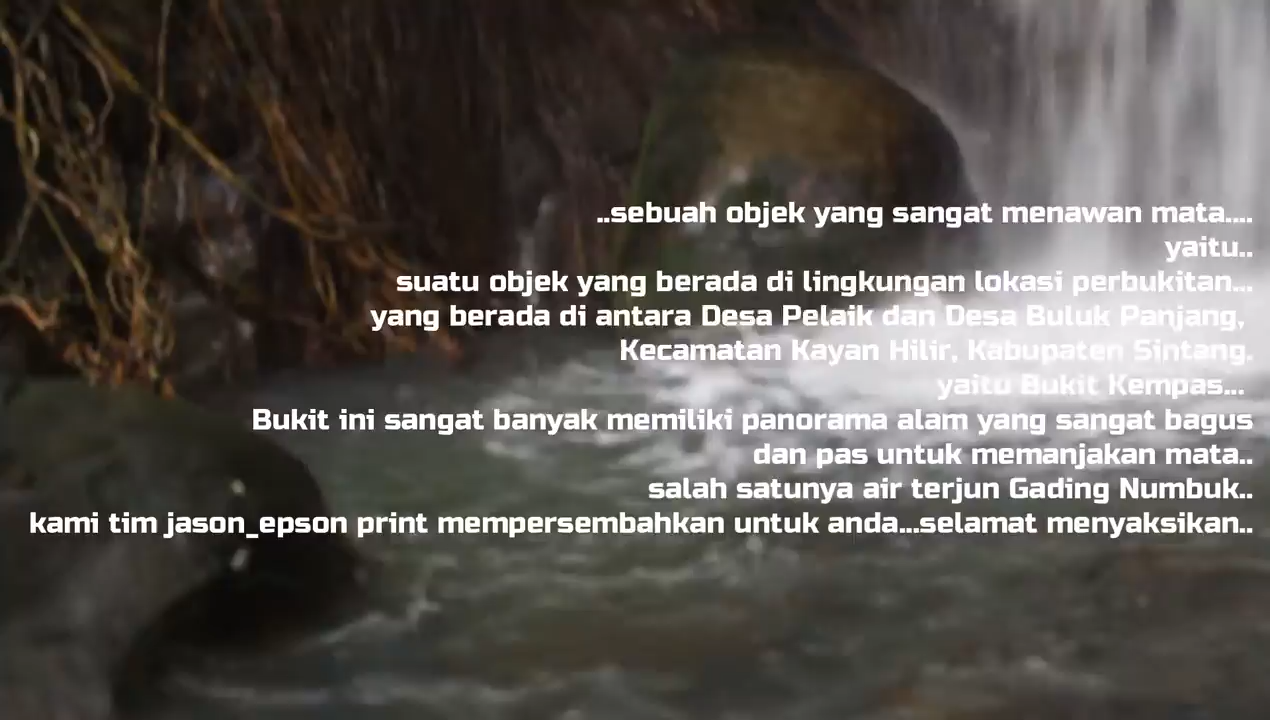 ..sebuah objek yang sangat menawan mata....
yaitu..
suatu objek yang berada di lingkungan lokasi perbukitan...
yang berada di antara Desa Pelaik dan Desa Buluk Panjang,
Kecamatan Kayan Hilir, Kabupaten Sintang.
yaitu Bukit Kempas...
Bukit ini sangat banyak memiliki panorama alam yang sangat bagus
dan pas untuk memanjakan mata..
salah satunya air terjun Gading Numbuk..
kami tim jason_epson print mempersembahkan untuk anda...selamat menyaksikan..